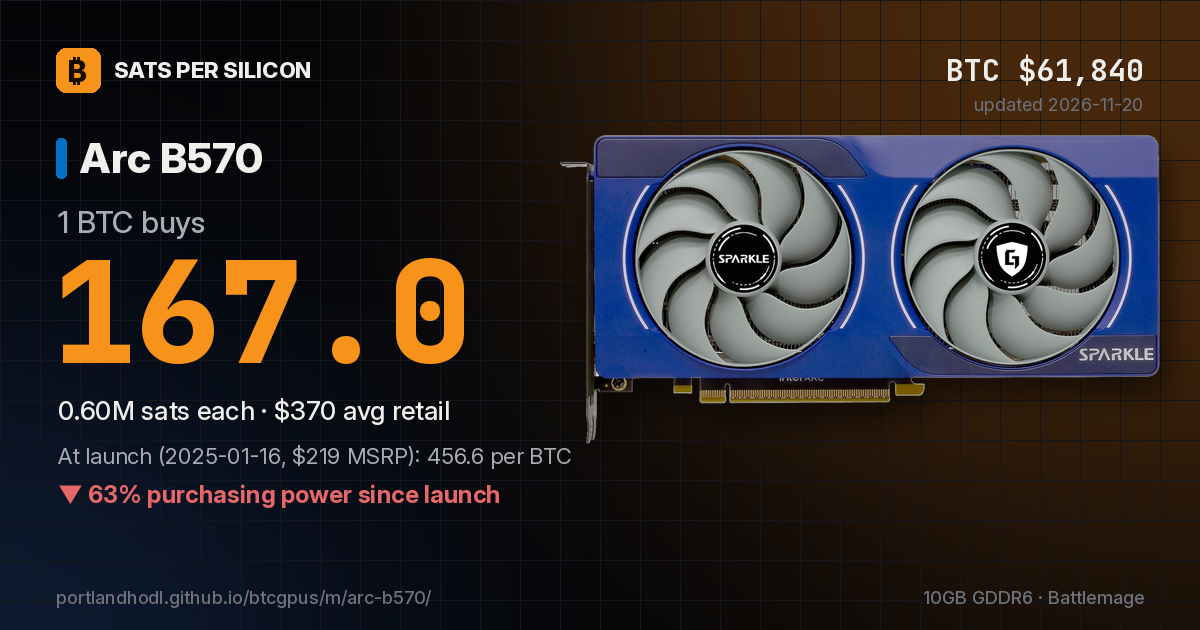 SATS PER SILICON
BTC $61,840
updated 2026-11-20
Arc B570
1 BTC buys
167.0
0.60M sats each · $370 avg retail
At launch (2025-01-16, $219 MSRP): 456.6 per BTC
▼ 63% purchasing power since launch
SPARKLE
SPARKLE
intel ARC
portlandhodl.github.io/btcgpus/m/arc-b570/
10GB GDDR6 · Battlemage